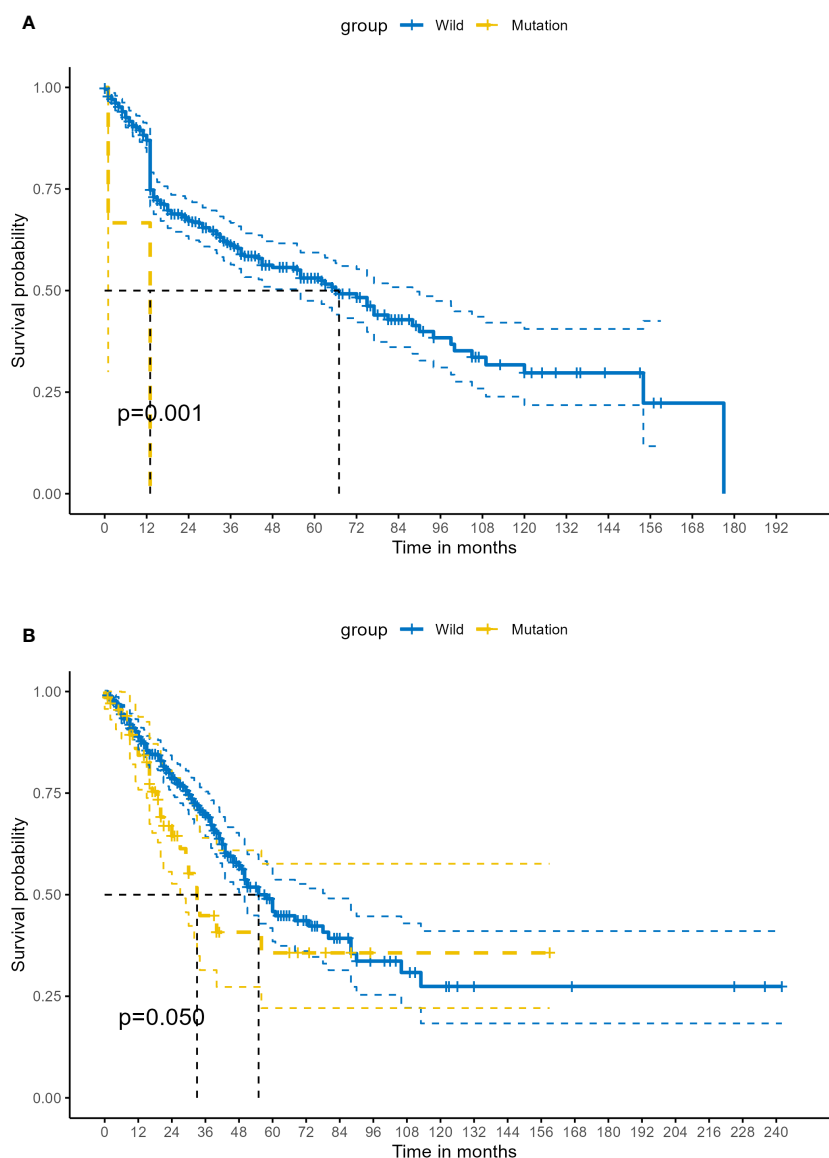 A
group Wild Mutation
1.00
0.75
0.50
0.25
0.00
Survival probability
p=0.001
0 12 24 36 48 60 72 84 96 108 120 132 144 156 168 180 192
Time in months
B
group Wild Mutation
1.00
0.75
0.50
0.25
0.00
Survival probability
p=0.050
0 12 24 36 48 60 72 84 96 108 120 132 144 156 168 180 192 204 216 228 240
Time in months